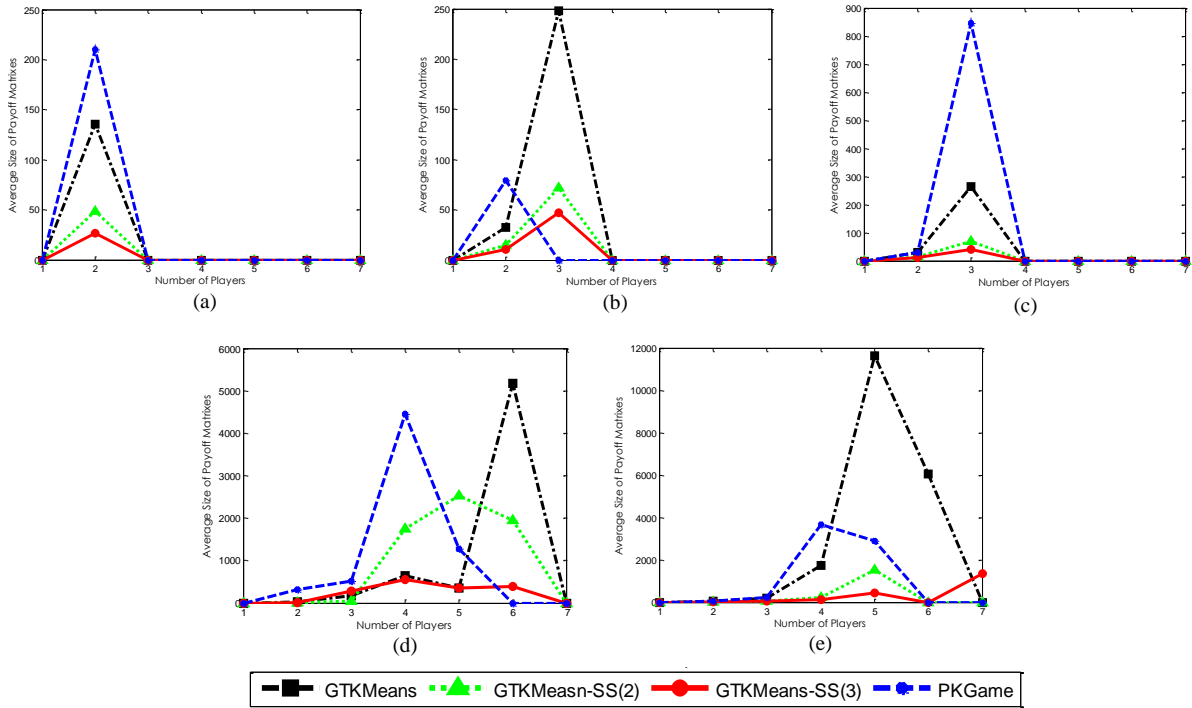 Average Size of Payoff Matrixes
250
200
150
100
50
0
1 2 3 4 5 6 7
Number of Players
(a)
Average Size of Payoff Matrixes
250
200
150
100
50
0
1 2 3 4 5 6 7
Number of Players
(b)
Average Size of Payoff Matrixes
900
800
700
600
500
400
300
200
100
0
1 2 3 4 5 6 7
Number of Players
(c)
Average Size of Payoff Matrixes
6000
5000
4000
3000
2000
1000
0
1 2 3 4 5 6 7
Number of Players
(d)
Average Size of Payoff Matrixes
12000
10000
8000
6000
4000
2000
0
1 2 3 4 5 6 7
Number of Players
(e)
GTKMeans GTKMeasn-SS(2) GTKMeans-SS(3) PKGame